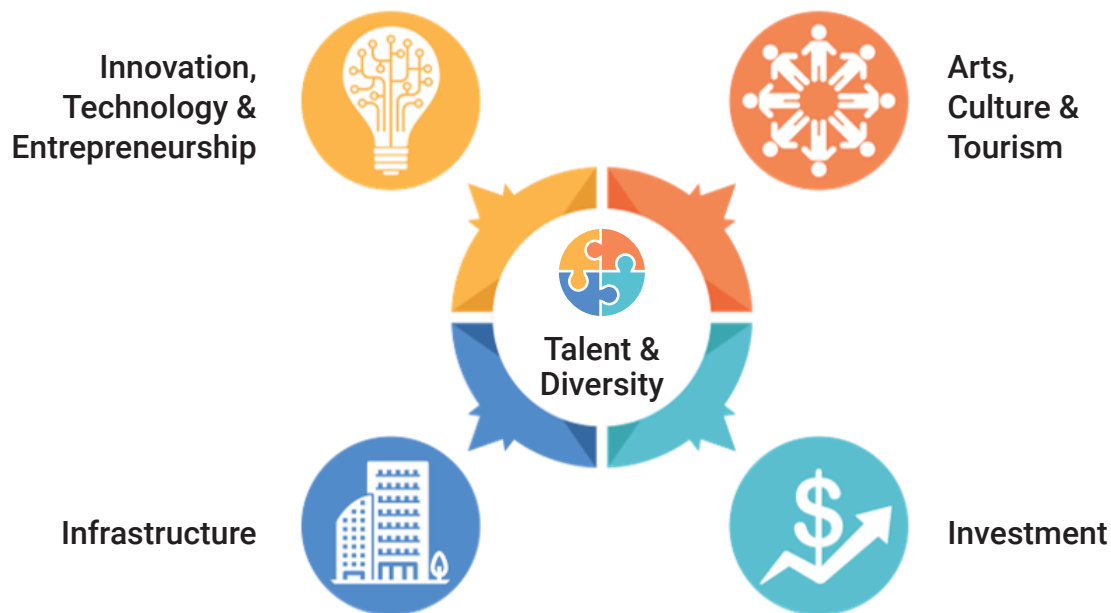 Innovation,
Technology &
Entrepreneurship
Arts,
Culture &
Tourism
Talent &
Diversity
Infrastructure
Investment